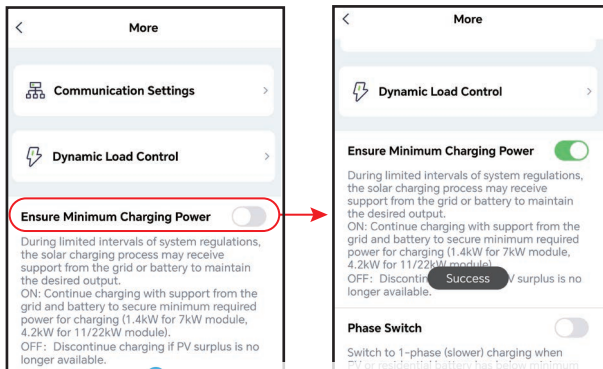 More
Communication Settings
Dynamic Load Control
Ensure Minimum Charging Power
During limited intervals of system regulations,
the solar charging process may receive
support from the grid or battery to maintain
the desired output.
ON: Continue charging with support from the
grid and battery to secure minimum required
power for charging (1.4kW for 7kW module,
4.2kW for 11/22kW module).
OFF: Discontinue charging if PV surplus is no
longer available.
More
Dynamic Load Control
Ensure Minimum Charging Power
During limited intervals of system regulations,
the solar charging process may receive
support from the grid or battery to maintain
the desired output.
ON: Continue charging with support from the
grid and battery to secure minimum required
power for charging (1.4kW for 7kW module,
4.2kW for 11/22kW module)
OFF: Discontin Success V surplus is no
longer available.
Phase Switch
Switch to 1-phase (slower) charging when
PV or residential battery has below minimum